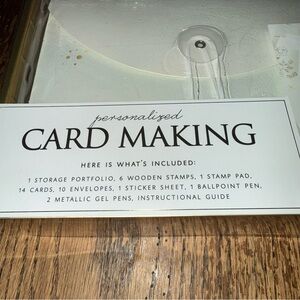 personalized
CARD MAKING
HERE IS WHAT'S INCLUDED:
1 STORAGE PORTFOLIO, 6 WOODEN STAMPS, 1 STAMP PAD,
14 CARDS, 10 ENVELOPES, 1 STICKER SHEET, 1 BALLPOINT PEN,
2 METALLIC GEL PENS, INSTRUCTIONAL GUIDE